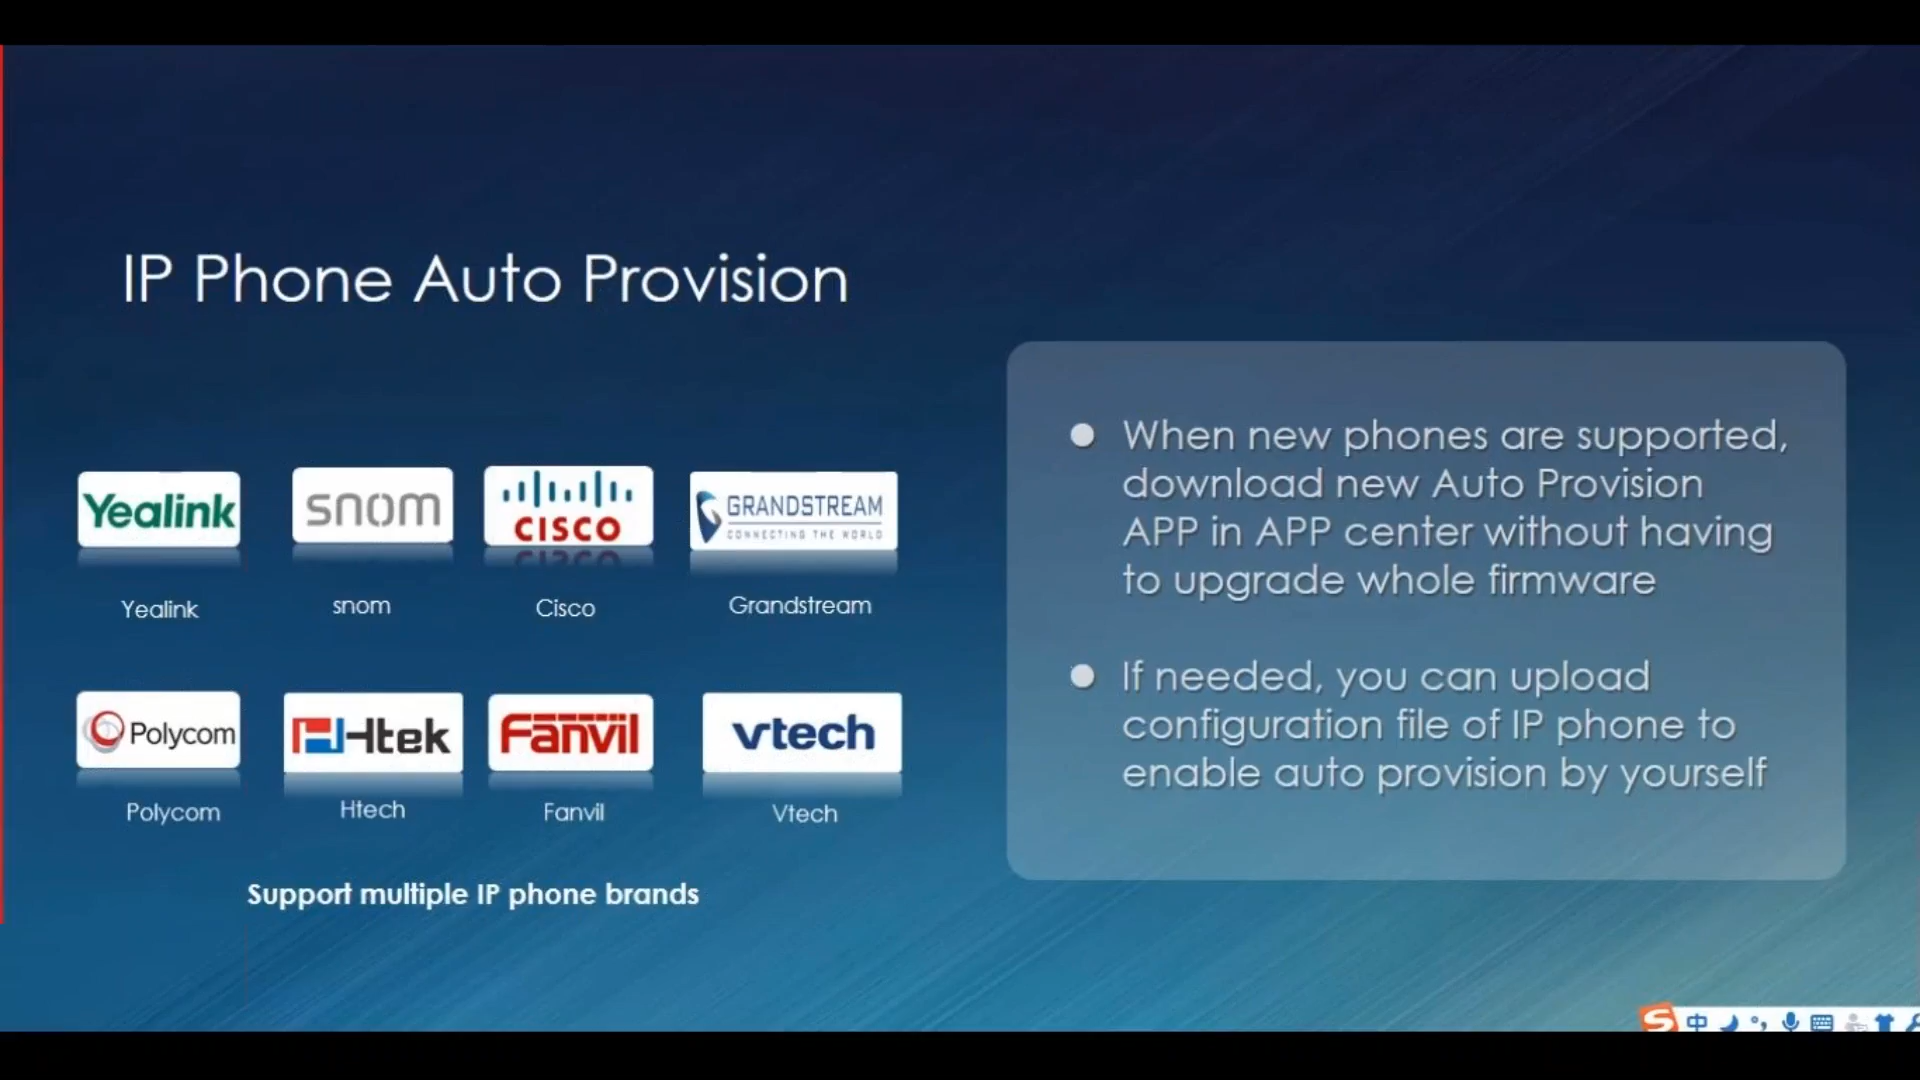 IP Phone Auto Provision
Yealink
snom
CISCO
GRANDSTREAM
CONNECTING THE WORLD
Yealink
snom
Cisco
Grandstream
Polycom
Htek
Fanvil
vtech
Polycom
Htech
Fanvil
Vtech
Support multiple IP phone brands
When new phones are supported,
download new Auto Provision
APP in APP center without having
to upgrade whole firmware
If needed, you can upload
configuration file of IP phone to
enable auto provision by yourself
S 中